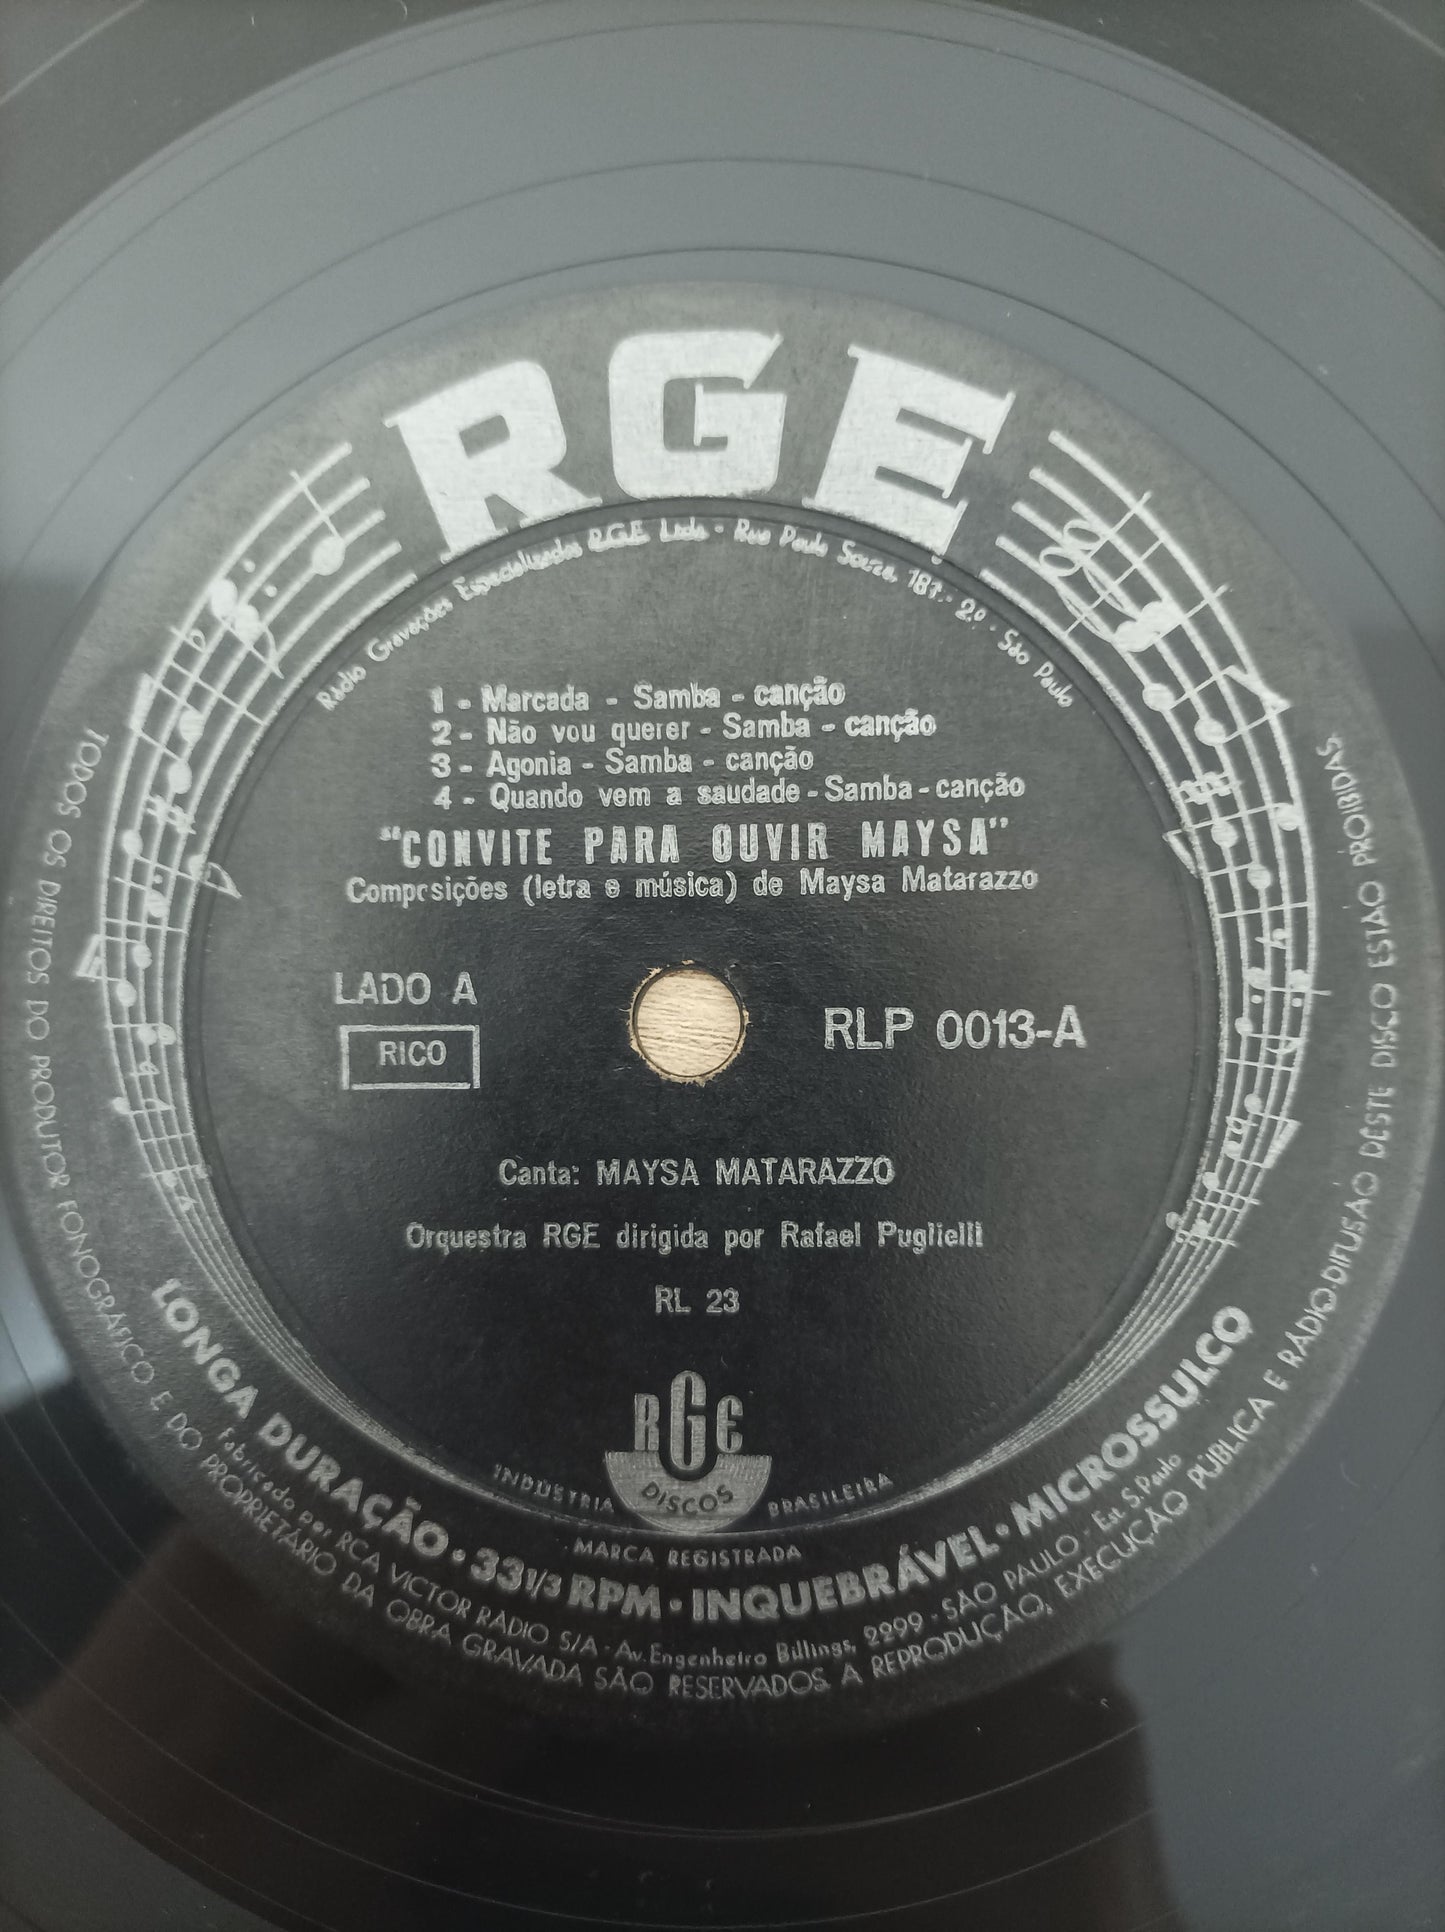 RGE
Rádio Gravações Especializadas R.G.E. Ltda. - Rua Paula Souza, 181 - 2.º - São Paulo
1 - Marcada - Samba - canção
2 - Não vou querer - Samba - canção
3 - Agonia - Samba - canção
4 - Quando vem a saudade - Samba - canção
"CONVITE PARA OUVIR MAYSA"
Composições (letra e música) de Maysa Matarazzo
LADO A
RICO
RLP 0013-A
Canta: MAYSA MATARAZZO
Orquestra RGE dirigida por Rafael Puglielli
RL 23
RGE
DISCOS
INDÚSTRIA BRASILEIRA
MARCA REGISTRADA
LONGA DURAÇÃO • 33 1/3 RPM • INQUEBRÁVEL • MICROSSULCO
Fabricado por RCA VICTOR RADIO S/A - Av. Engenheiro Billings, 2299 - SÃO PAULO - Est. S. Paulo
TODOS OS DIREITOS DO PRODUTOR FONOGRÁFICO E DO PROPRIETÁRIO DA OBRA GRAVADA SÃO RESERVADOS. A REPRODUÇÃO, EXECUÇÃO PÚBLICA E RÁDIO-DIFUSÃO DESTE DISCO ESTÃO PROIBIDAS.